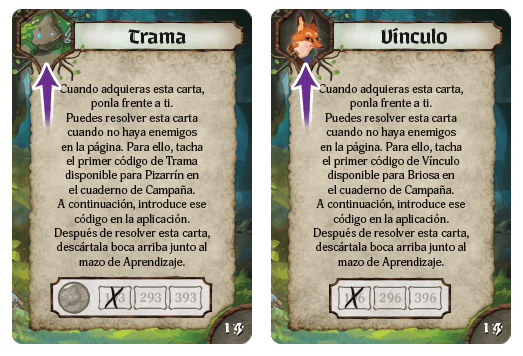 Trama
Cuando adquieras esta carta,
ponla frente a ti.
Puedes resolver esta carta
cuando no haya enemigos
en la página. Para ello, tacha
el primer código de Trama
disponible para Pizarrín en
el cuaderno de Campaña.
A continuación, introduce ese
código en la aplicación.
Después de resolver esta carta,
descártala boca arriba junto al
mazo de Aprendizaje.
293 393
Vínculo
Cuando adquieras esta carta,
ponla frente a ti.
Puedes resolver esta carta
cuando no haya enemigos
en la página. Para ello, tacha
el primer código de Vínculo
disponible para Briosa en
el cuaderno de Campaña.
A continuación, introduce ese
código en la aplicación.
Después de resolver esta carta,
descártala boca arriba junto al
mazo de Aprendizaje.
296 396